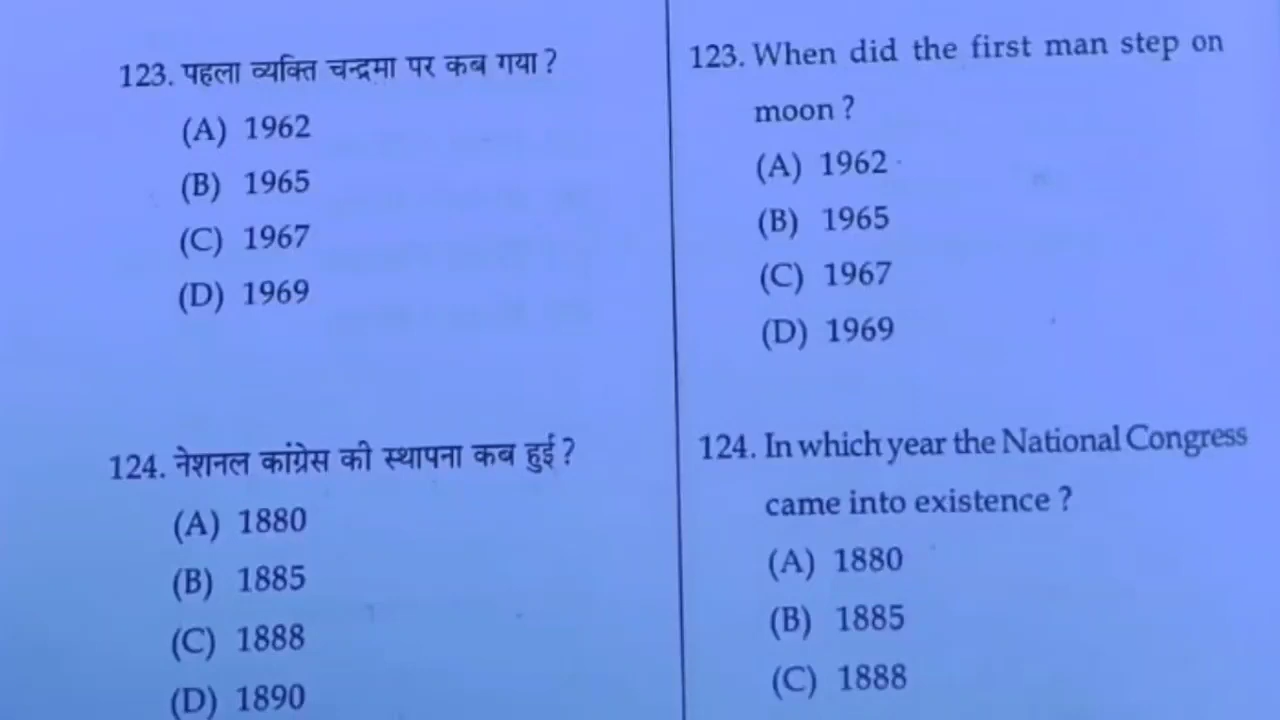 123. पहला व्यक्ति चन्द्रमा पर कब गया ?
(A) 1962
(B) 1965
(C) 1967
(D) 1969
124. नेशनल कांग्रेस की स्थापना कब हुई ?
(A) 1880
(B) 1885
(C) 1888
(D) 1890
123. When did the first man step on
moon ?
(A) 1962
(B) 1965
(C) 1967
(D) 1969
124. In which year the National Congress
came into existence ?
(A) 1880
(B) 1885
(C) 1888